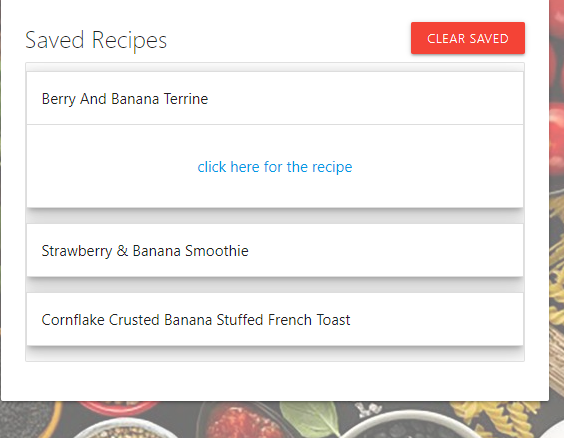 Saved Recipes
CLEAR SAVED
Berry And Banana Terrine
click here for the recipe
Strawberry & Banana Smoothie
Cornflake Crusted Banana Stuffed French Toast